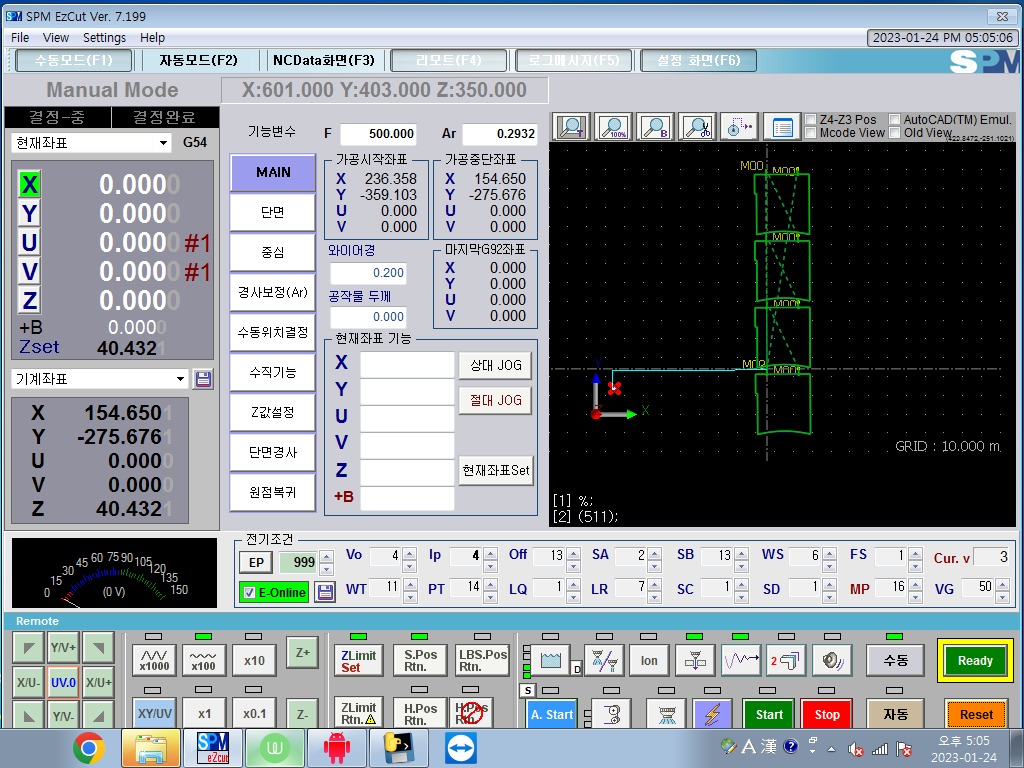 SPM EzCut Ver. 7.199
File View Settings Help
2023-01-24 PM 05:05:06
수동모드(F1) 자동모드(F2) NCData화면(F3) 리모트(F4) 로그메시지(F5) 설정 화면(F6)
SPM
Manual Mode
X:601.000 Y:403.000 Z:350.000
결정-중 결정완료
현재좌표 G54
X 0.0000
Y 0.0000
U 0.0000 #1
V 0.0000 #1
Z 0.0000
+B 0.0000
Zset 40.4321
기계좌표
X 154.6501
Y -275.6761
U 0.0000
V 0.0000
Z 40.4321
기능변수 F 500.000 Ar 0.2932
MAIN
단면
중심
경사보정(Ar)
수동위치결정
수직기능
Z값설정
단면경사
원점복귀
가공시작좌표
X 236.358
Y -359.103
U 0.000
V 0.000
가공중단좌표
X 154.650
Y -275.676
U 0.000
V 0.000
와이어경
0.200
공작물 두께
0.000
마지막G92좌표
X 0.000
Y 0.000
U 0.000
V 0.000
현재좌표 기능
X
Y
U
V
Z
+B
상대 JOG
절대 JOG
현재좌표Set
T 100% B
Z4-Z3 Pos AutoCAD(TM) Emul.
Mcode View Old View
(420.8472,-251.1021)
M00
M00
M00
M00
M02 M00
Y
X
GRID : 10.000 m
[1] %;
[2] (511);
0 15 30 45 60 75 90 105 120 135 150
(0 V)
전기조건
EP 999 Vo 4 Ip 4 Off 13 SA 2 SB 13 WS 6 FS 1 Cur. v 3
E-Online WT 11 PT 14 LQ 1 LR 7 SC 1 SD 1 MP 16 VG 50
Remote
Y/V+
X/U- UV.0 X/U+
Y/V-
x1000 x100 x10 Z+
XY/UV x1 x0.1 Z-
ZLimit Set
S.Pos Rtn.
LBS.Pos Rtn.
ZLimit Rtn.
H.Pos Rtn.
H.Pos Rtn.
D
Ion
2
수동
Ready
S
A. Start
Start
Stop
자동
Reset
SPM eZcut
A 漢
오후 5:05
2023-01-24